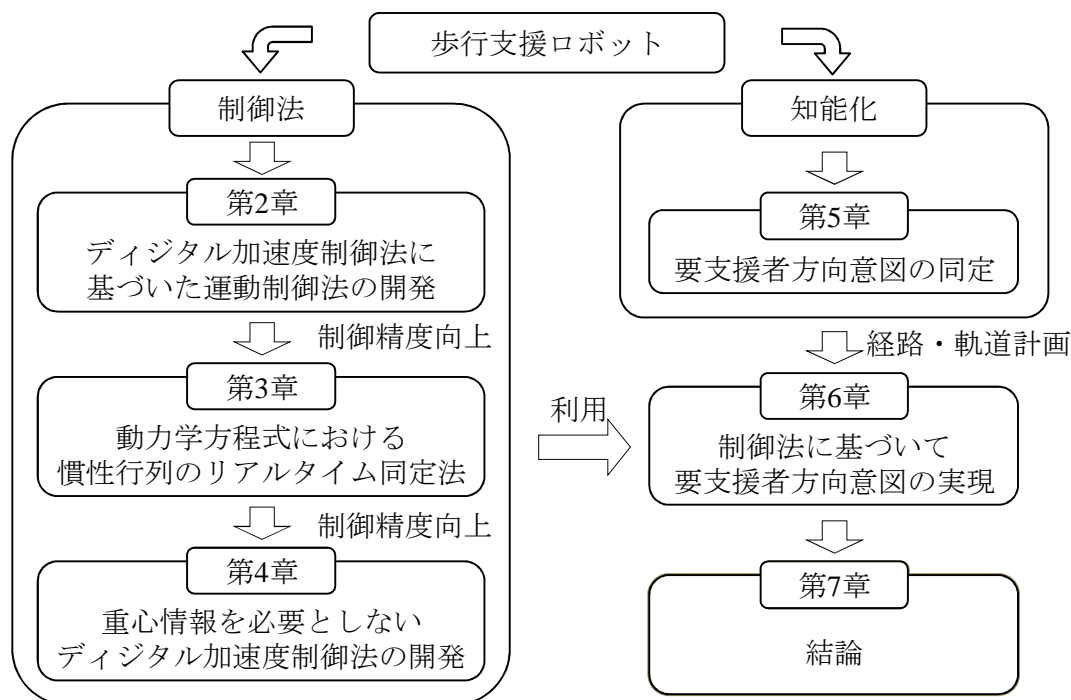 歩行支援ロボット
制御法
第2章
ディジタル加速度制御法に
基づいた運動制御法の開発
制御精度向上
第3章
動力学方程式における
慣性行列のリアルタイム同定法
制御精度向上
第4章
重心情報を必要としない
ディジタル加速度制御法の開発
利用
知能化
第5章
要支援者方向意図の同定
経路・軌道計画
第6章
制御法に基づいて
要支援者方向意図の実現
第7章
結論